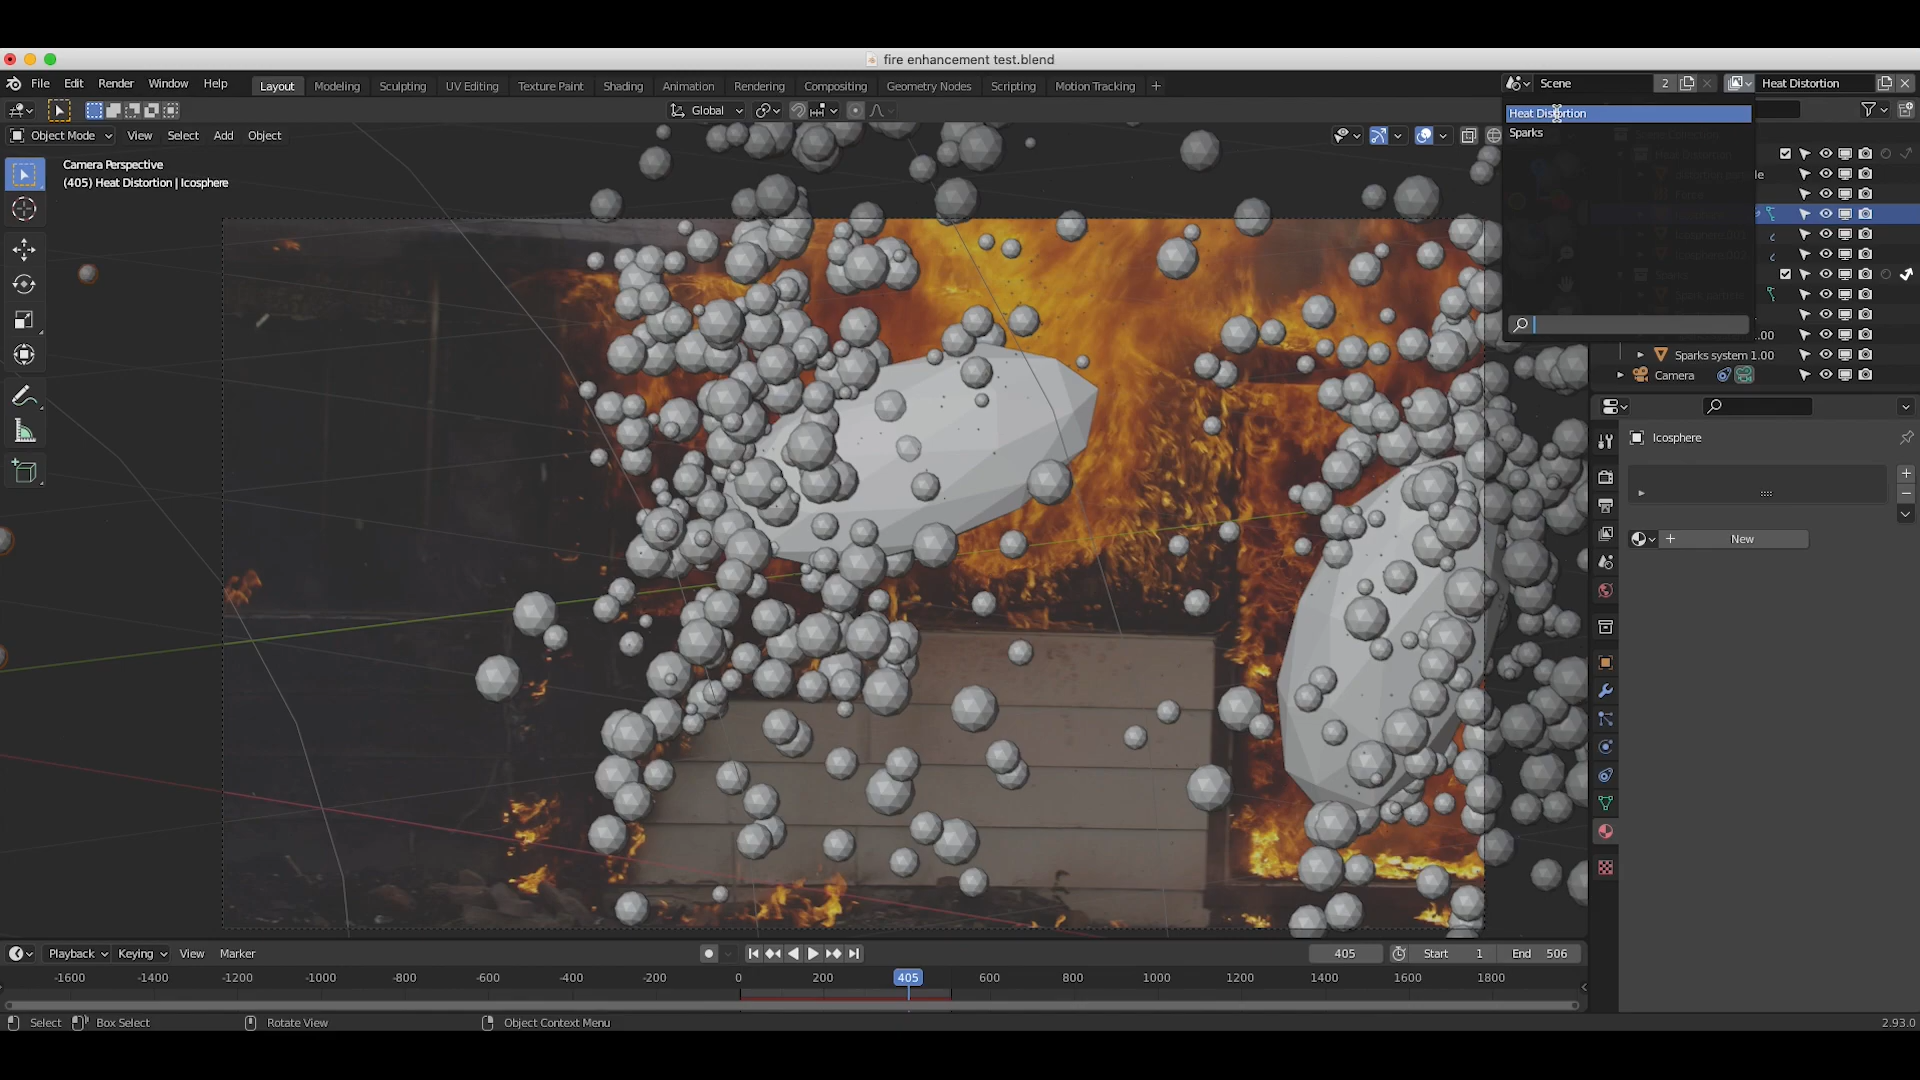 fire enhancement test.blend
File Edit Render Window Help Layout Modeling Sculpting UV Editing Texture Paint Shading Animation Rendering Compositing Geometry Nodes Scripting Motion Tracking + Scene 2 Heat Distortion
Global
Object Mode View Select Add Object
Heat Distortion
Sparks
Camera Perspective
(405) Heat Distortion | Icosphere
.00
Sparks system 1.00
Camera
Icosphere
New
Playback Keying View Marker 405 Start 1 End 506
-1600 -1400 -1200 -1000 -800 -600 -400 -200 0 200 405 600 800 1000 1200 1400 1600 1800
Select Box Select Rotate View Object Context Menu 2.93.0